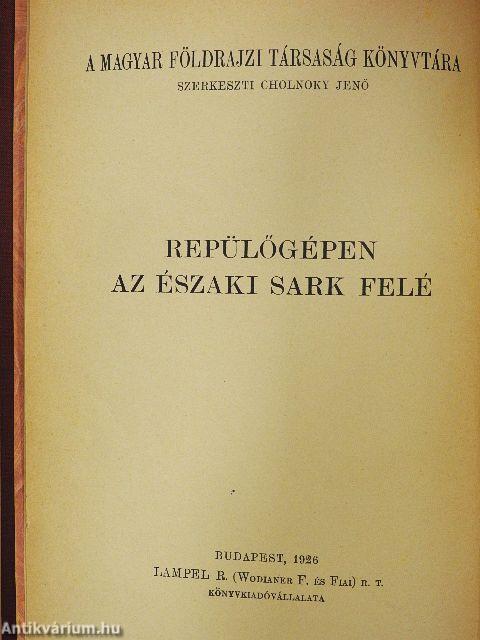 A MAGYAR FÖLDRAJZI TÁRSASÁG KÖNYVTÁRA
SZERKESZTI CHOLNOKY JENŐ
REPÜLŐGÉPEN
AZ ÉSZAKI SARK FELÉ
BUDAPEST, 1926
LAMPEL R. (WODIANER F. ÉS FIAI) R. T.
KÖNYVKIADÓVÁLLALATA
Antikvárium.hu